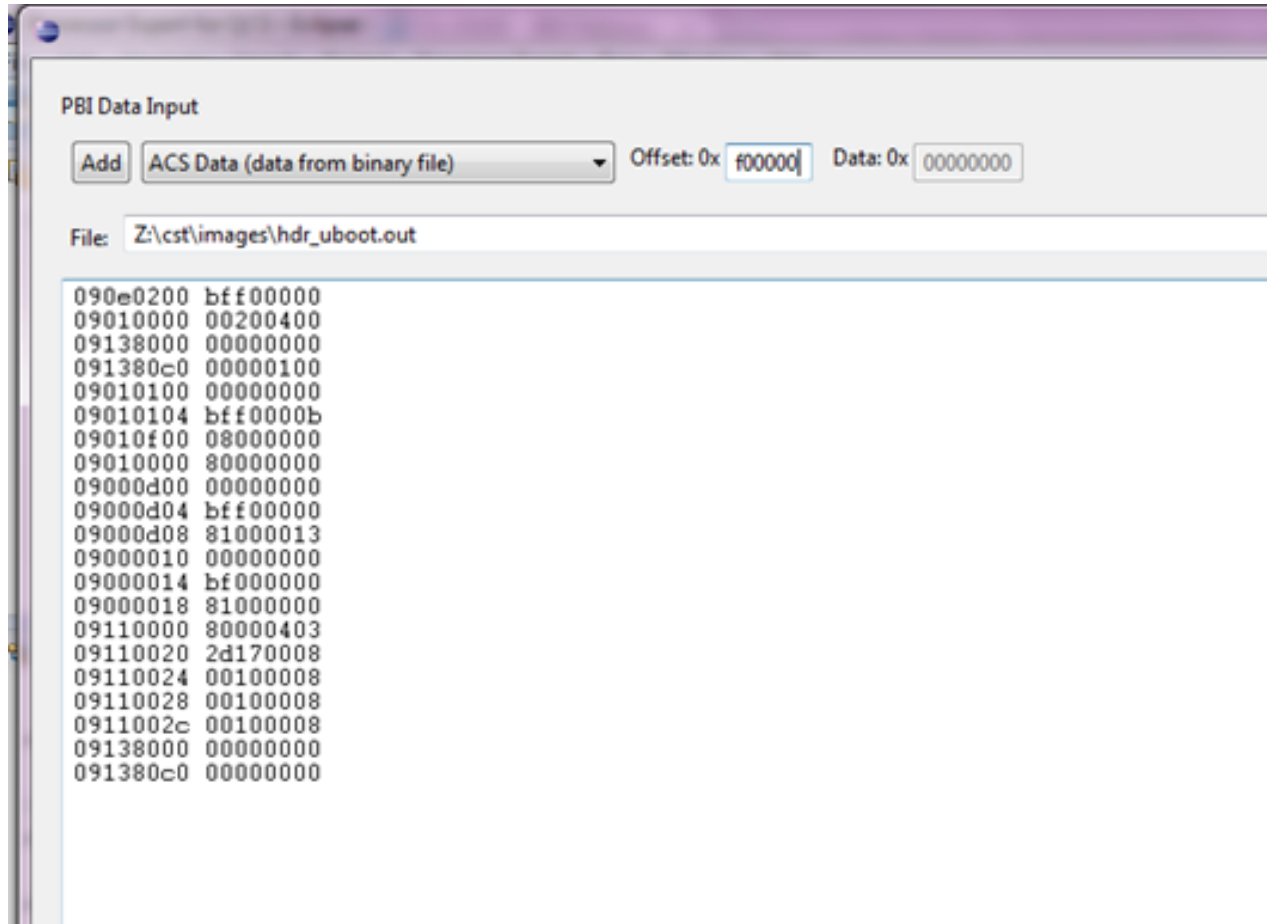 PBI Data Input
Add ACS Data (data from binary file) Offset: 0x f00000 Data: 0x 00000000
File: Z:\cst\images\hdr_uboot.out
090e0200 bff00000
09010000 00200400
09138000 00000000
091380c0 00000100
09010100 00000000
09010104 bff0000b
09010f00 08000000
09010000 80000000
09000d00 00000000
09000d04 bff00000
09000d08 81000013
09000010 00000000
09000014 bf000000
09000018 81000000
09110000 80000403
09110020 2d170008
09110024 00100008
09110028 00100008
0911002c 00100008
09138000 00000000
091380c0 00000000